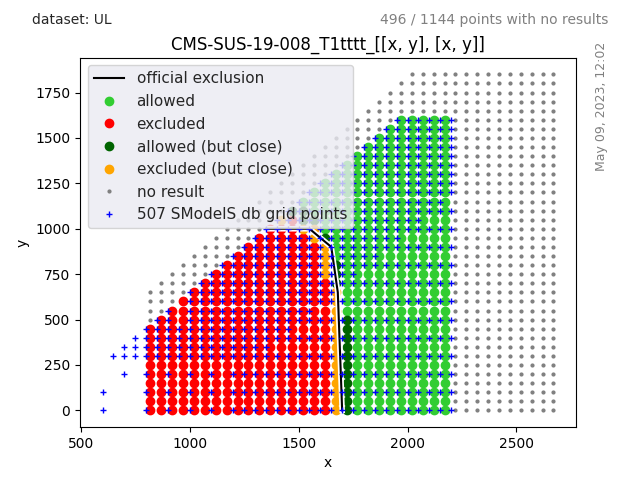 dataset: UL
496 / 1144 points with no results
CMS-SUS-19-008_T1tttt_[[x, y], [x, y]]
May 09, 2023, 12:02
official exclusion
allowed
excluded
allowed (but close)
excluded (but close)
no result
507 SModelS db grid points
y
1750
1500
1250
1000
750
500
250
0
500
1000
1500
2000
2500
x